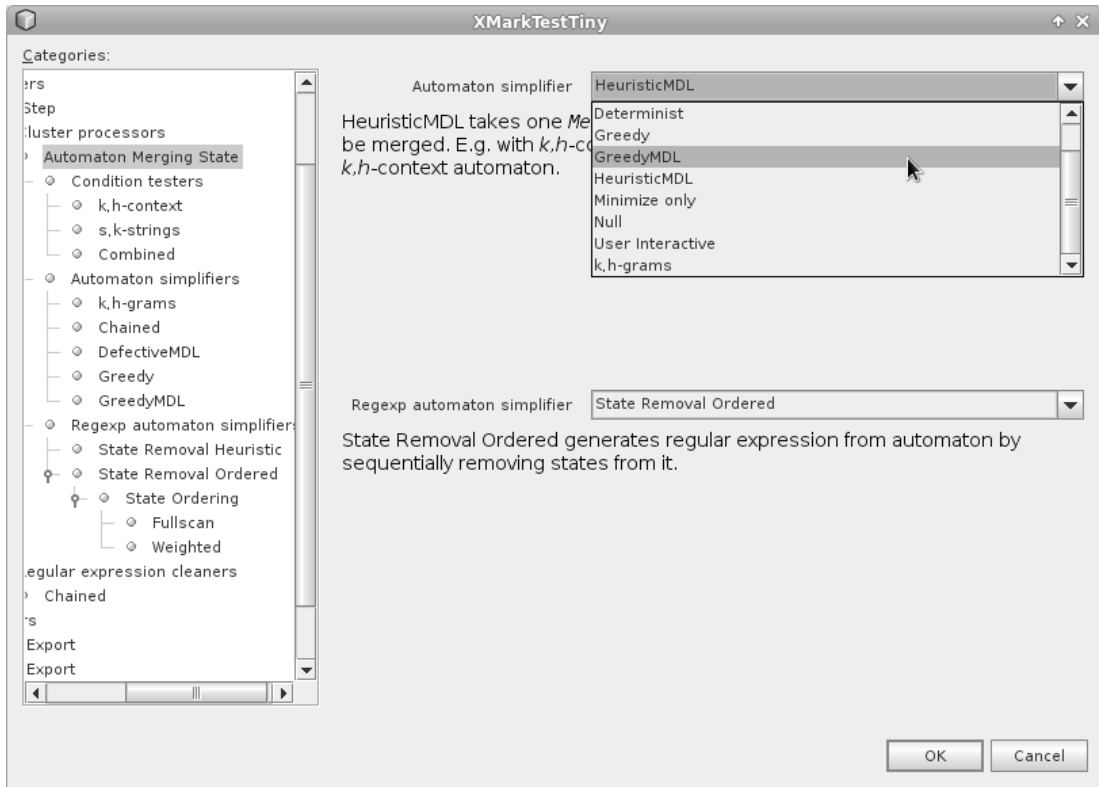 XMarkTestTiny
Categories:
ers
Step
Cluster processors
Automaton Merging State
Condition testers
k,h-context
s,k-strings
Combined
Automaton simplifiers
k,h-grams
Chained
DefectiveMDL
Greedy
GreedyMDL
Regexp automaton simplifiers
State Removal Heuristic
State Removal Ordered
State Ordering
Fullscan
Weighted
Regular expression cleaners
Chained
rs
Export
Export
Automaton simplifier HeuristicMDL
HeuristicMDL takes one Me
be merged. E.g. with k,h-co
k,h-context automaton.
Determinist
Greedy
GreedyMDL
HeuristicMDL
Minimize only
Null
User Interactive
k,h-grams
Regexp automaton simplifier State Removal Ordered
State Removal Ordered generates regular expression from automaton by
sequentially removing states from it.
OK Cancel